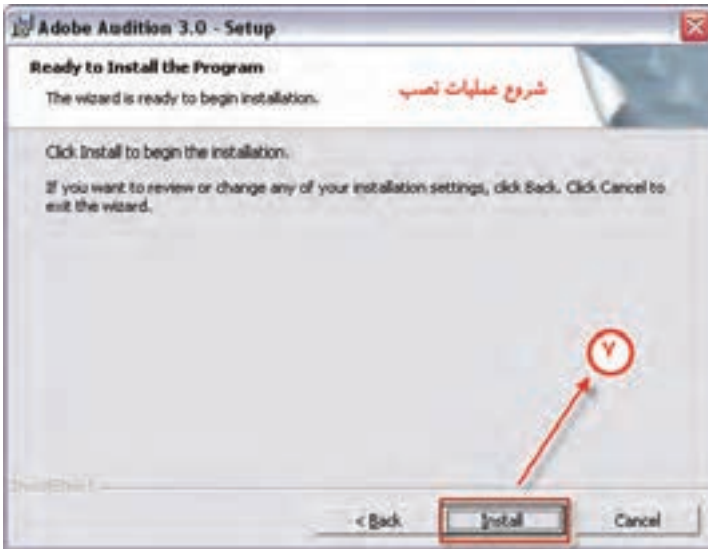 Adobe Audition 3.0 - Setup
Ready to Install the Program
The wizard is ready to begin installation.
شروع عملیات نصب
Click Install to begin the installation.
If you want to review or change any of your installation settings, click Back. Click Cancel to
exit the wizard.
۷
< Back
Install
Cancel